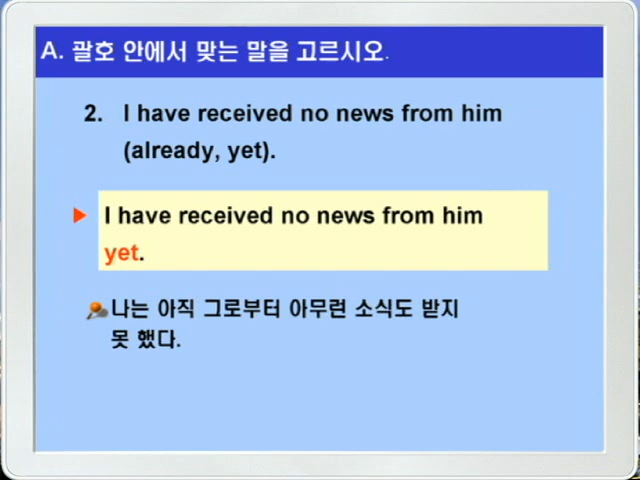 A. 괄호 안에서 맞는 말을 고르시오.
2. I have received no news from him
(already, yet).
I have received no news from him
yet.
나는 아직 그로부터 아무런 소식도 받지
못 했다.